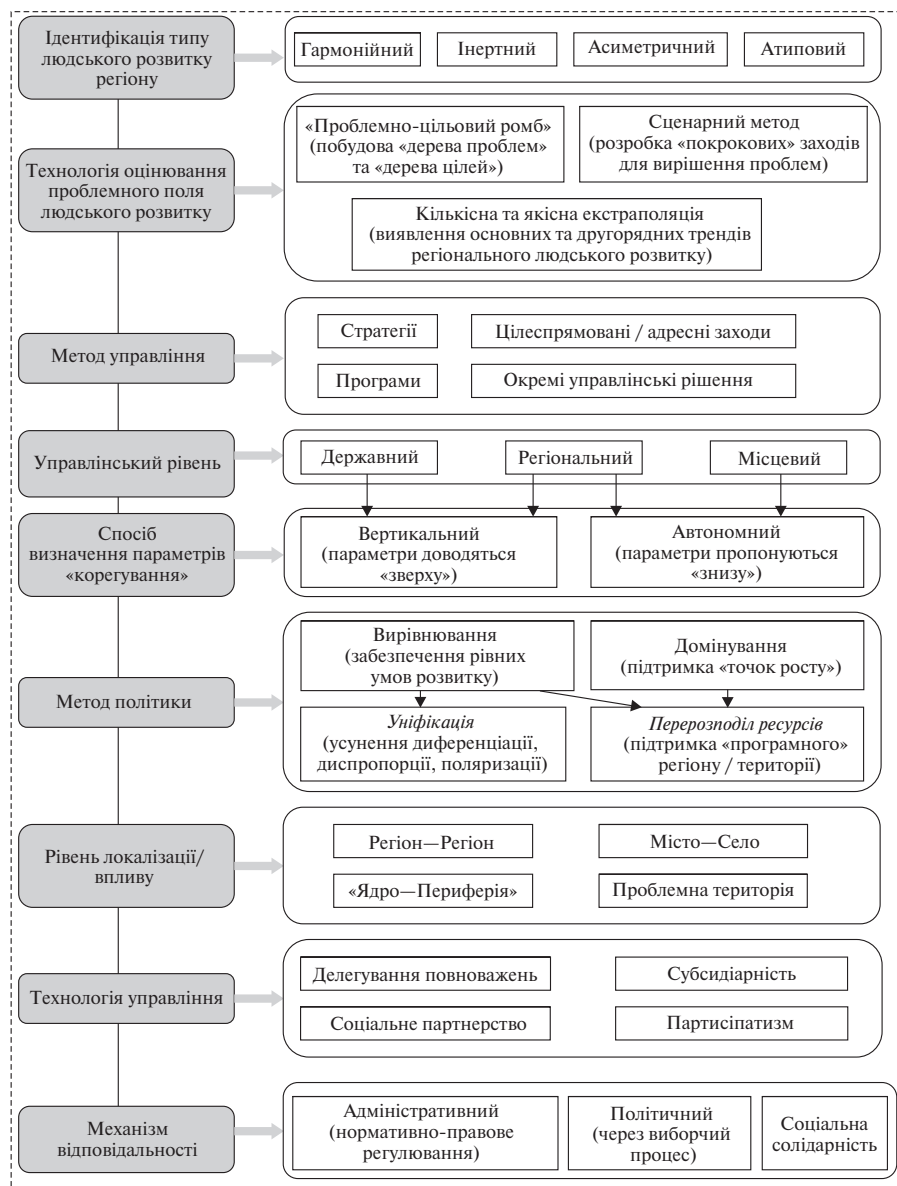 Ідентифікація типу
людського розвитку
регіону
Гармонійний
Інертний
Асиметричний
Атиповий
Технологія оцінювання
проблемного поля
людського розвитку
«Проблемно-цільовий ромб»
(побудова «дерева проблем»
та «дерева цілей»)
Сценарний метод
(розробка «покрокових» заходів
для вирішення проблем)
Кількісна та якісна екстраполяція
(виявлення основних та другорядних трендів
регіонального людського розвитку)
Метод управління
Стратегії
Цілеспрямовані / адресні заходи
Програми
Окремі управлінські рішення
Управлінський рівень
Державний
Регіональний
Місцевий
Спосіб
визначення параметрів
«корегування»
Вертикальний
(параметри доводяться
«зверху»)
Автономний
(параметри пропонуються
«знизу»)
Метод політики
Вирівнювання
(забезпечення рівних
умов розвитку)
Домінування
(підтримка «точок росту»)
Уніфікація
(усунення диференціації,
диспропорції, поляризації)
Перерозподіл ресурсів
(підтримка «програмного»
регіону / території)
Рівень локалізації/
впливу
Регіон—Регіон
Місто—Село
«Ядро—Периферія»
Проблемна територія
Технологія управління
Делегування повноважень
Субсидіарність
Соціальне партнерство
Партисіпатизм
Механізм
відповідальності
Адміністративний
(нормативно-правове
регулювання)
Політичний
(через виборчий
процес)
Соціальна
солідарність